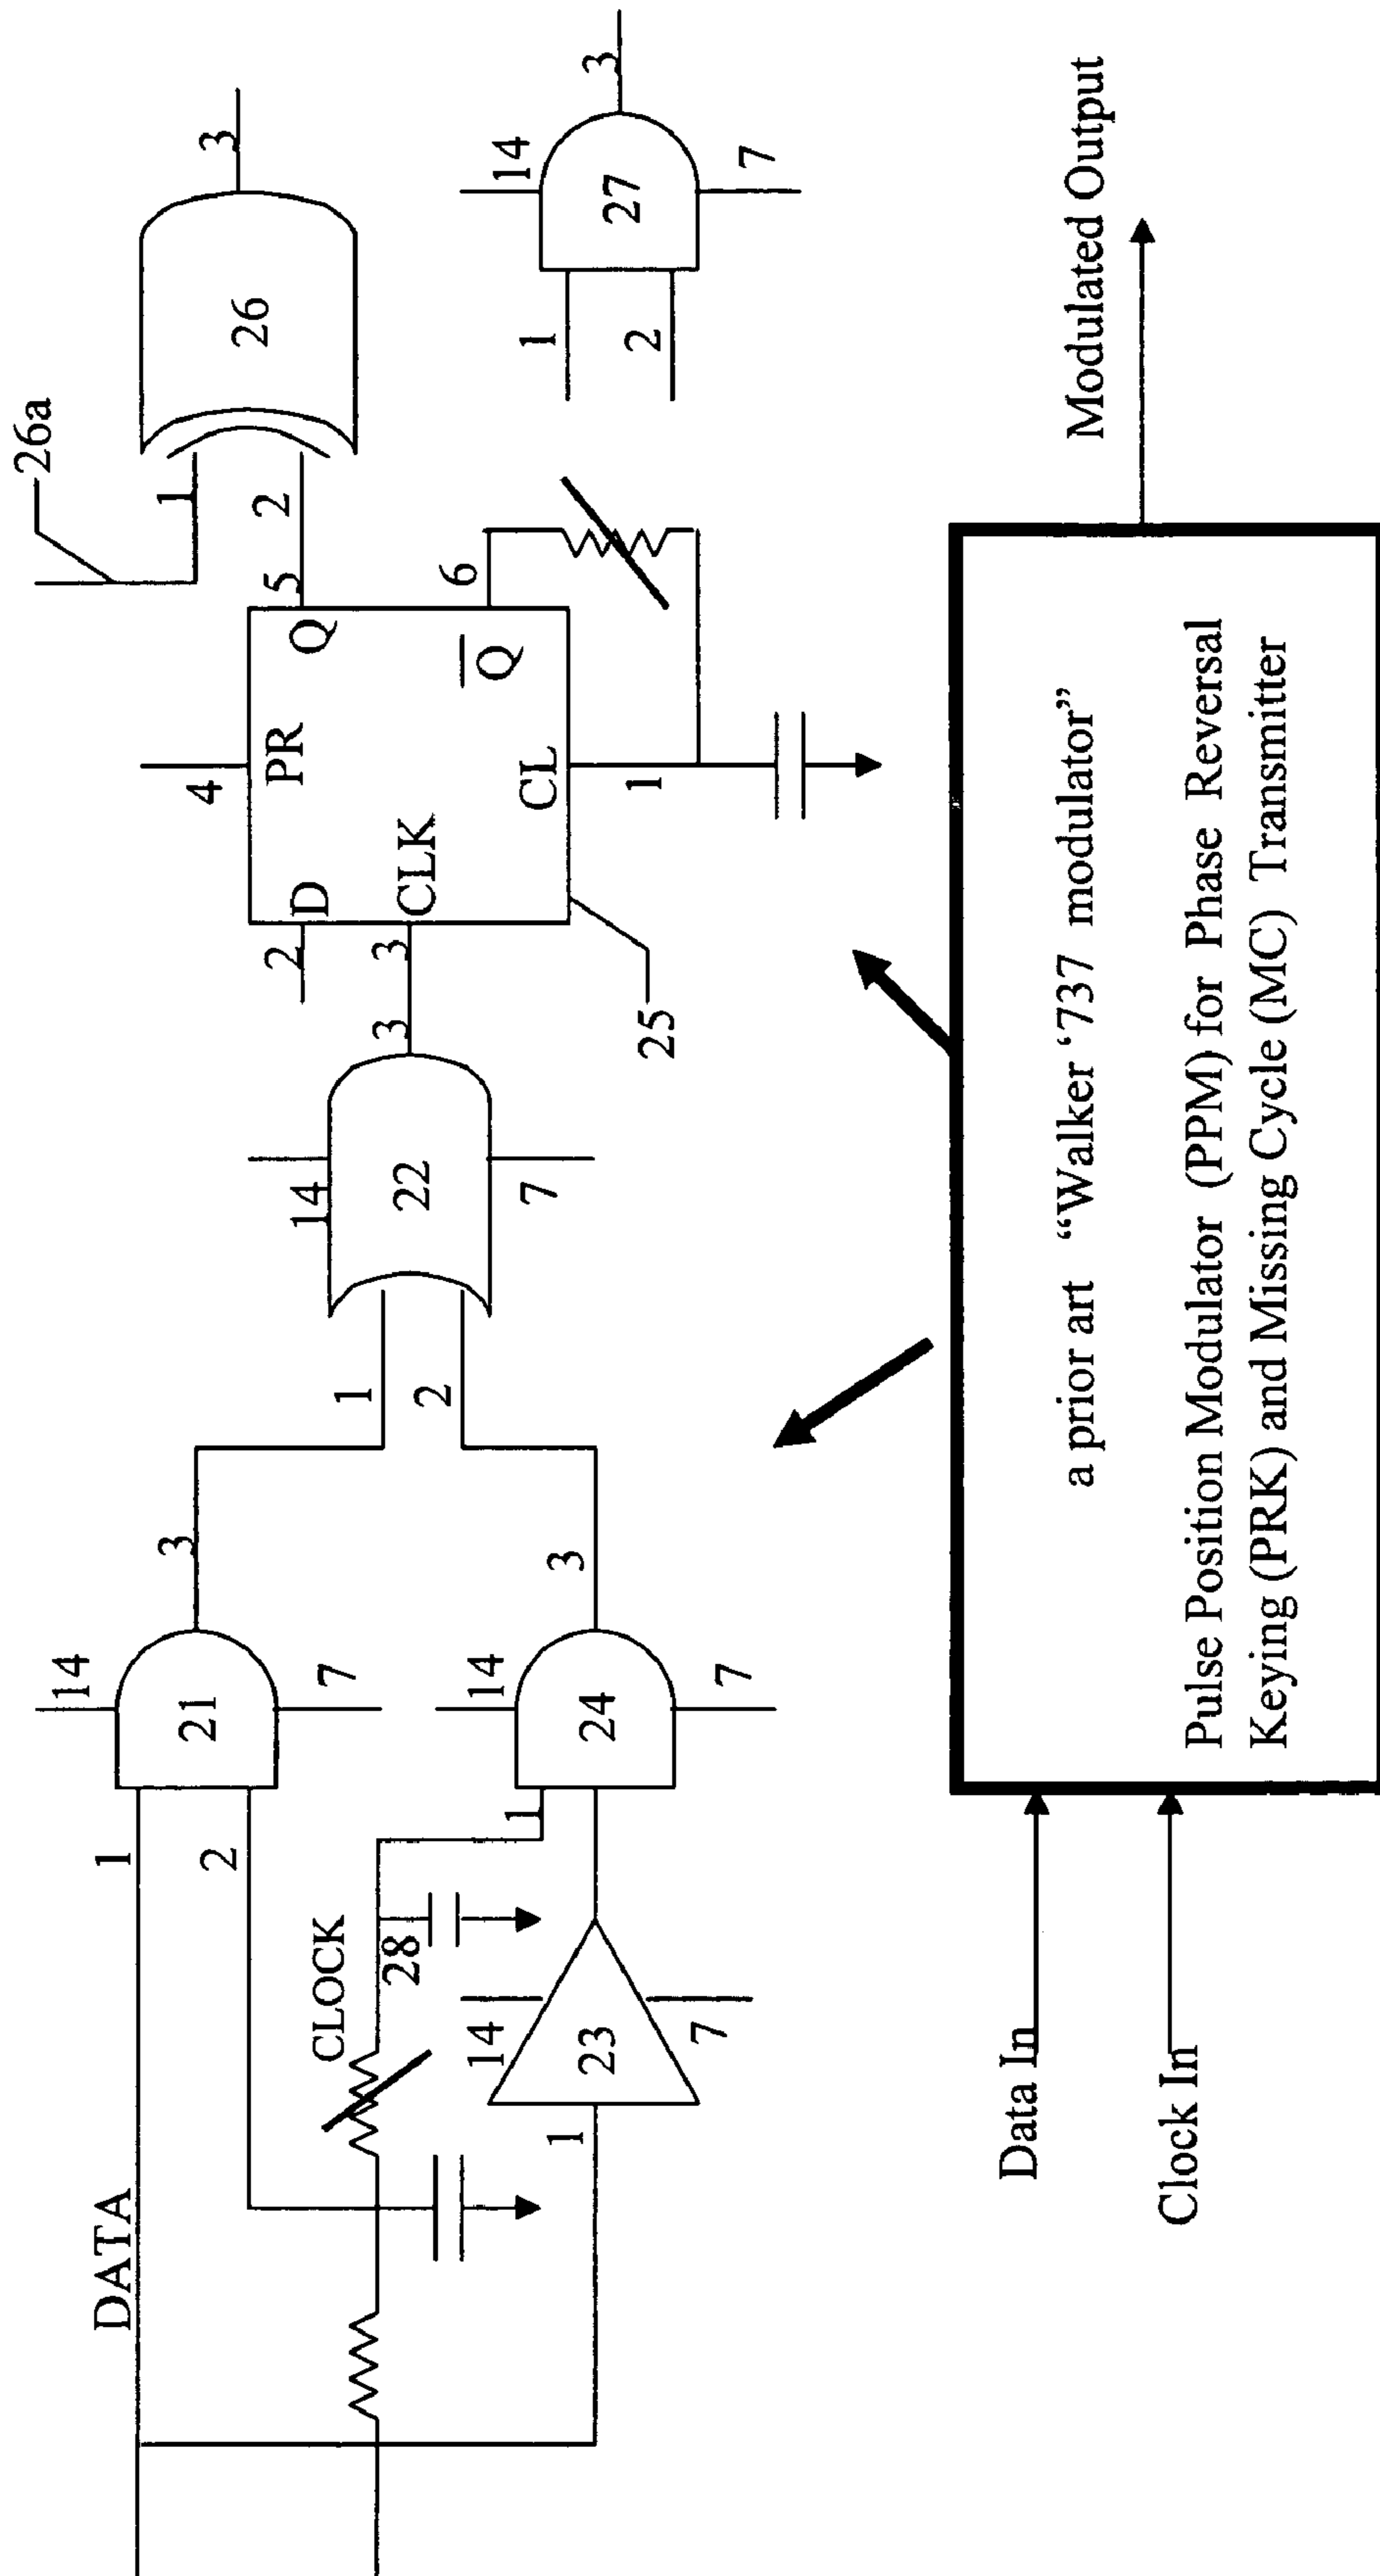 DATA
1
2
14
21
7
3
CLOCK
28
1
14
23
7
1
14
24
7
3
1
2
14
22
7
3
3
2
D
CLK
4
PR
CL
1
25
Q
5
Q
6
26a
1
2
26
3
1
2
14
27
7
3
Data In
Clock In
a prior art “Walker ‘737 modulator”
Pulse Position Modulator (PPM) for Phase Reversal
Keying (PRK) and Missing Cycle (MC) Transmitter
Modulated Output